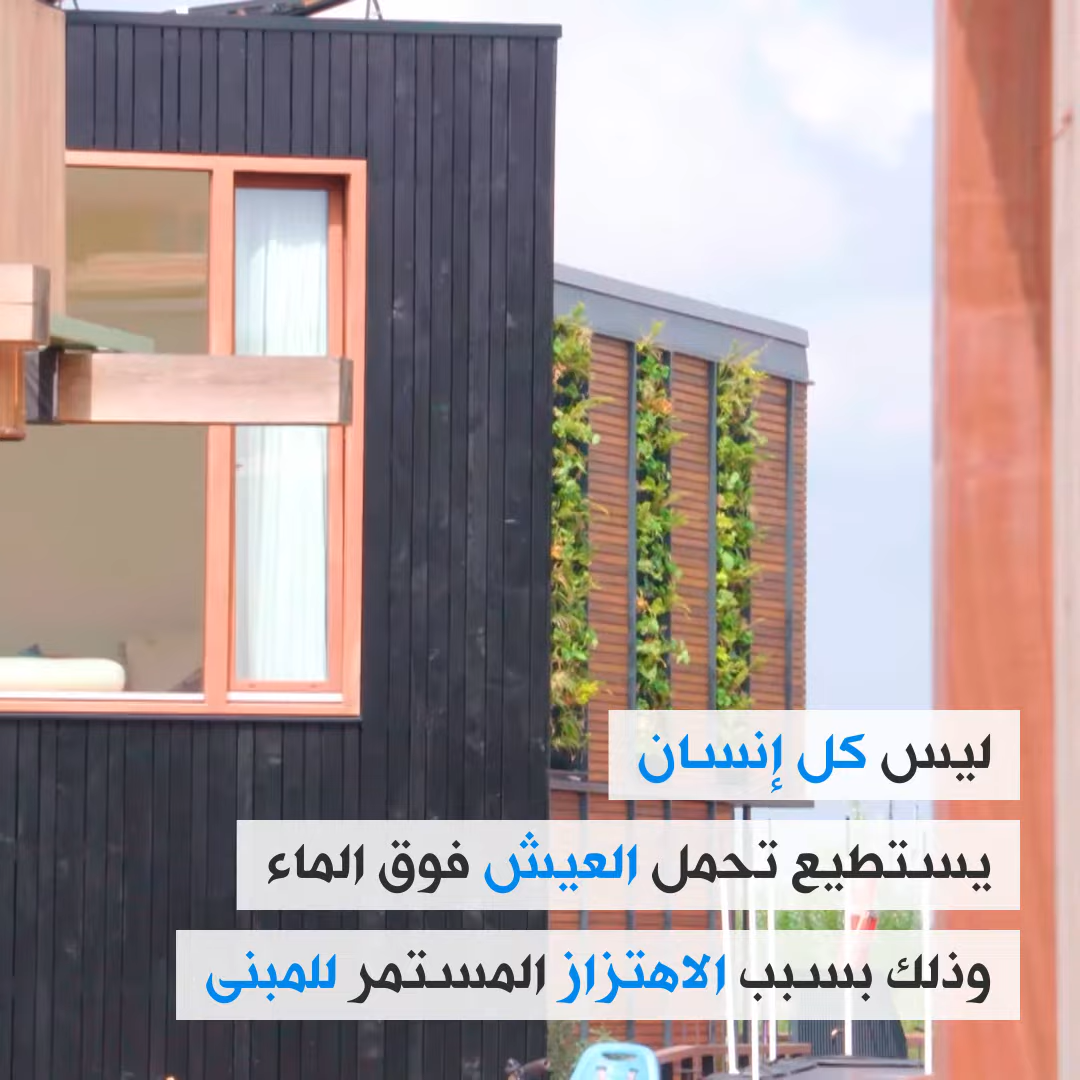 ليس كل إنسان
يستطيع تحمل العيش فوق الماء
وذلك بسبب الاهتزاز المستمر للمبنى